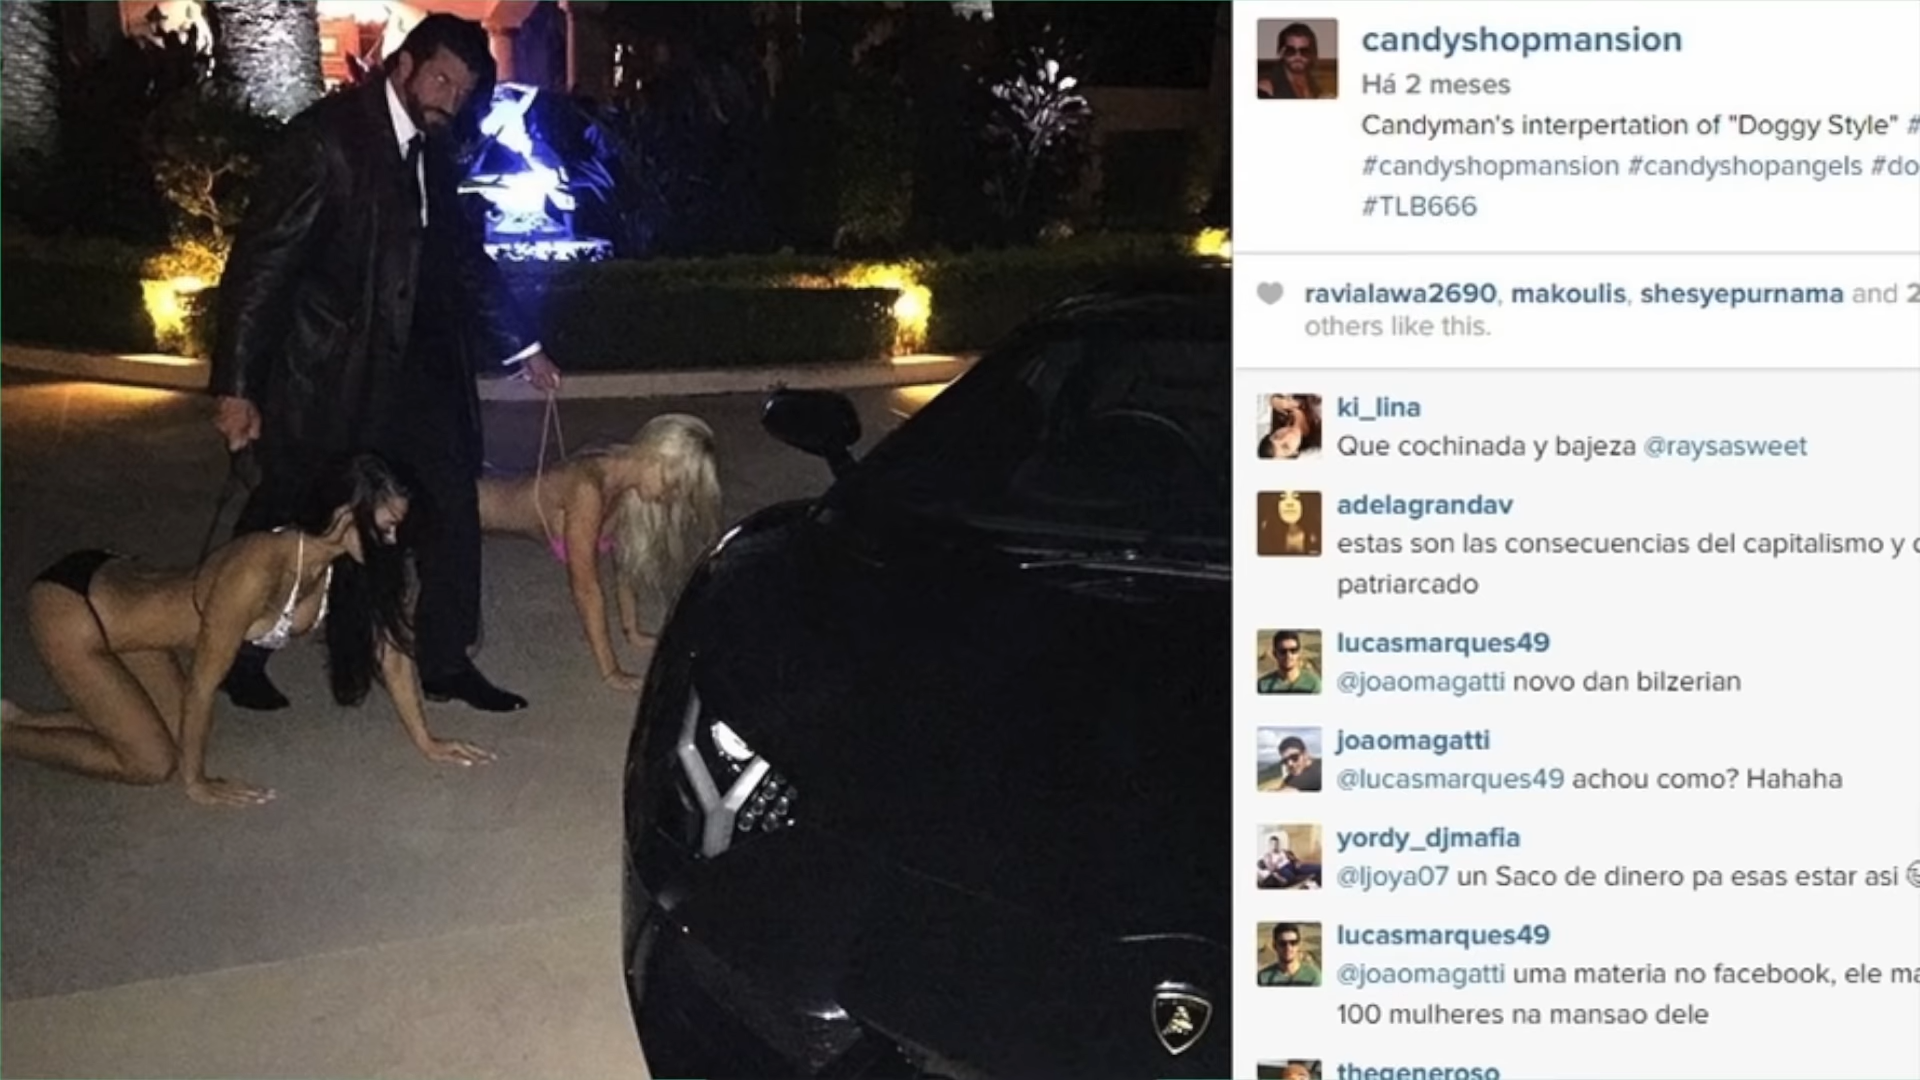 candyshopmansion
Há 2 meses
Candyman's interpertation of "Doggy Style" #
#candyshopmansion #candyshopangels #do
#TLB666
ravialawa2690, makoulis, shesyepurnama and 2
others like this.
ki_lina
Que cochinada y bajeza @raysasweet
adelagrandav
estas son las consecuencias del capitalismo y
patriarcado
lucasmarques49
@joaomagatti novo dan bilzerian
joaomagatti
@lucasmarques49 achou como? Hahaha
yordy_djmafia
@ljoya07 un Saco de dinero pa esas estar asi
lucasmarques49
@joaomagatti uma materia no facebook, ele ma
100 mulheres na mansao dele
thegeneroso